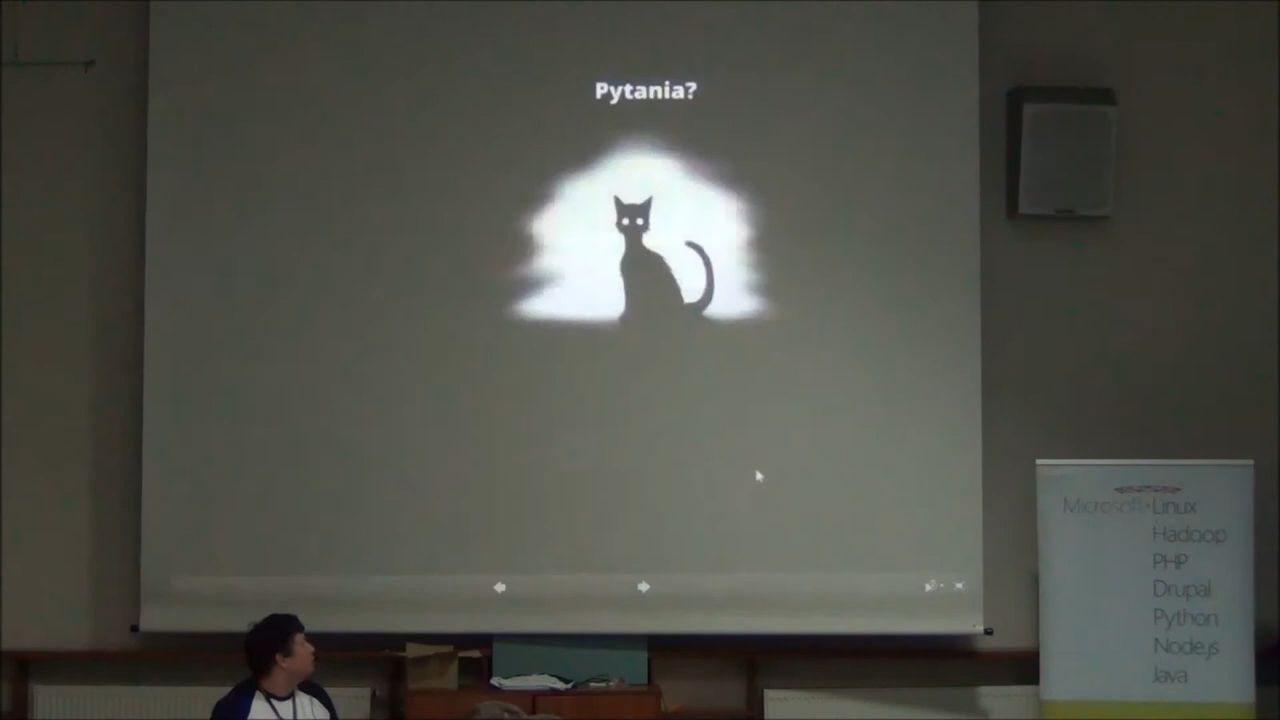 Pytania?
Microsoft+Linux
Hadoop
PHP
Drupal
Python
Node.js
Java